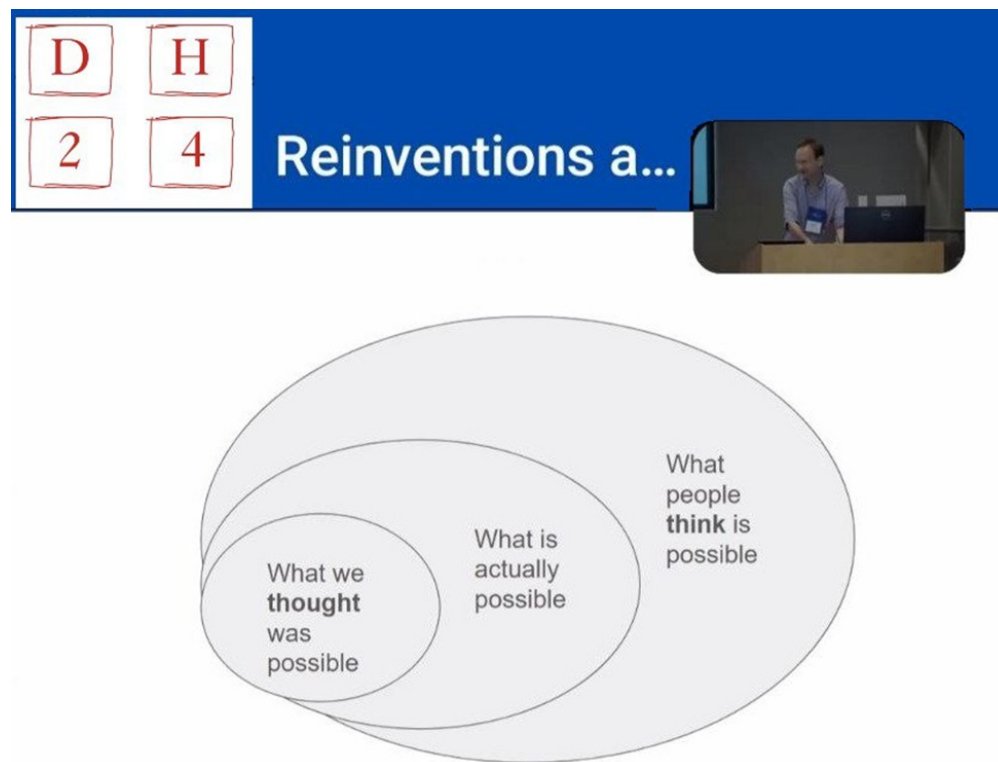 D H
2 4
Reinventions a...
What we
thought
was
possible
What is
actually
possible
What
people
think is
possible